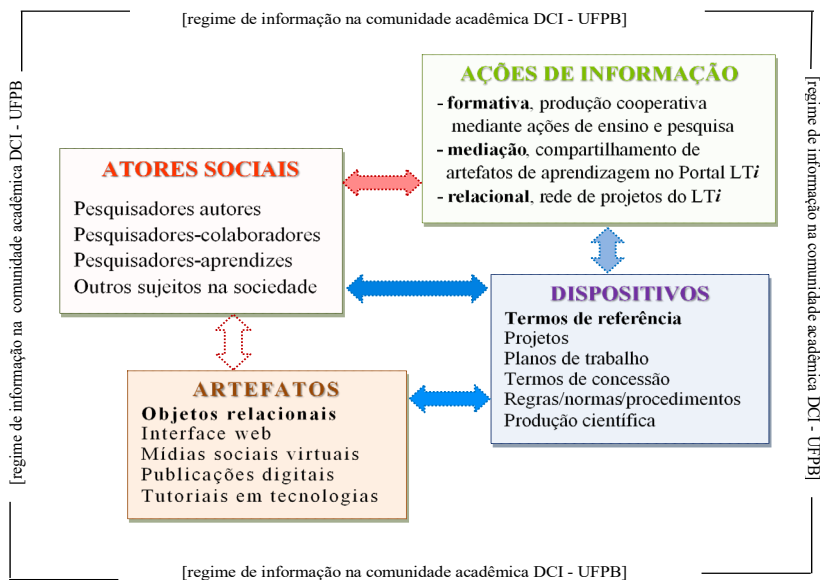 [regime de informação na comunidade acadêmica DCI - UFPB]
[regime de informação na comunidade acadêmica DCI - UFPB]
AÇÕES DE INFORMAÇÃO
- formativa, produção cooperativa
mediante ações de ensino e pesquisa
- mediação, compartilhamento de
artefatos de aprendizagem no Portal LTi
- relacional, rede de projetos do LTi
ATORES SOCIAIS
Pesquisadores autores
Pesquisadores-colaboradores
Pesquisadores-aprendizes
Outros sujeitos na sociedade
DISPOSITIVOS
Termos de referência
Projetos
Planos de trabalho
Termos de concessão
Regras/normas/procedimentos
Produção científica
ARTEFATOS
Objetos relacionais
Interface web
Mídias sociais virtuais
Publicações digitais
Tutoriais em tecnologias
[regime de informação na comunidade acadêmica DCI - UFPB]
[regime de informação na comunidade acadêmica DCI - UFPB]